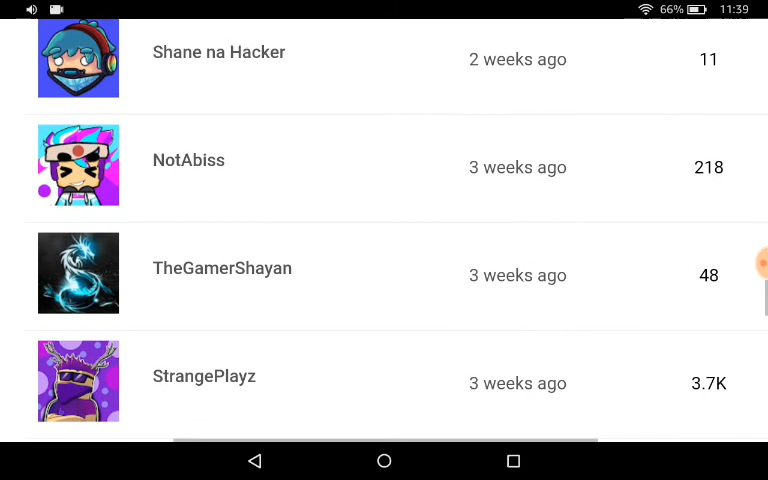 66% 11:39
Shane na Hacker 2 weeks ago 11
NotAbiss 3 weeks ago 218
TheGamerShayan 3 weeks ago 48
StrangePlayz 3 weeks ago 3.7K